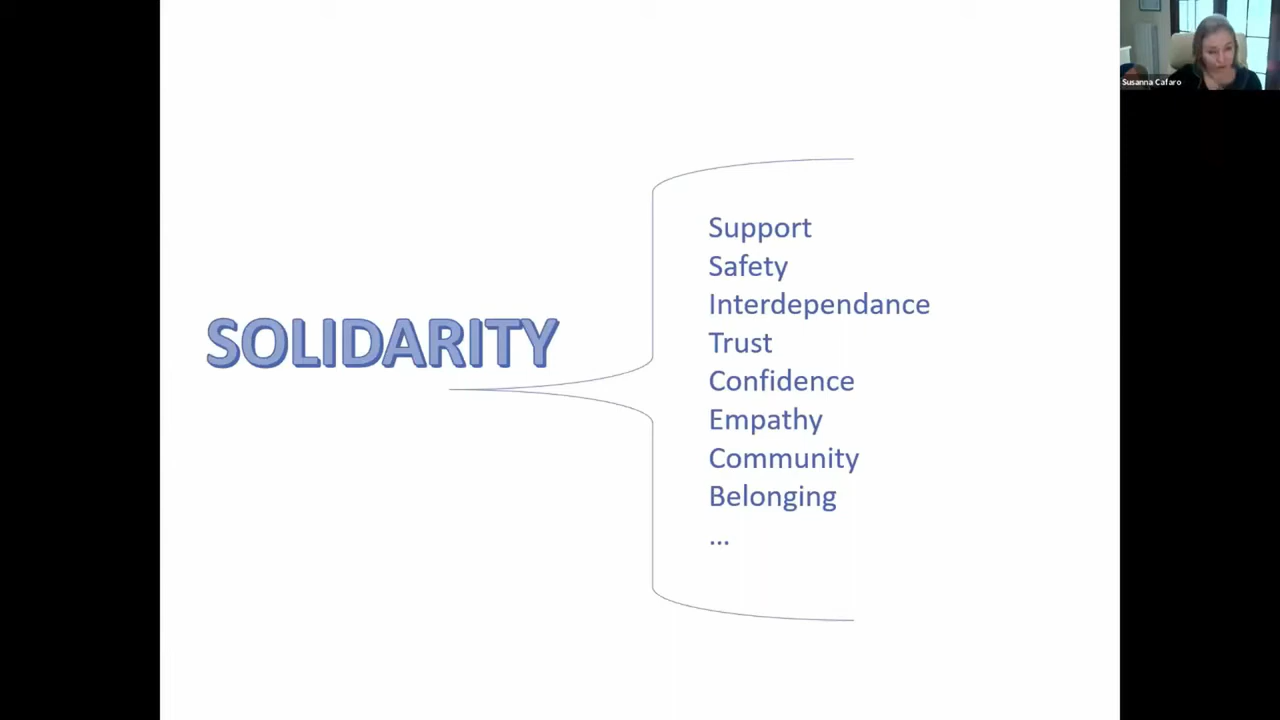 Susanna Cafaro
SOLIDARITY
Support
Safety
Interdependance
Trust
Confidence
Empathy
Community
Belonging
...